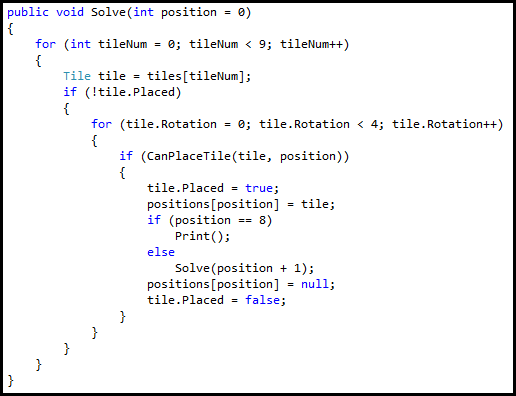 public void Solve(int position = 0)
{
    for (int tileNum = 0; tileNum < 9; tileNum++)
    {
        Tile tile = tiles[tileNum];
        if (!tile.Placed)
        {
            for (tile.Rotation = 0; tile.Rotation < 4; tile.Rotation++)
            {
                if (CanPlaceTile(tile, position))
                {
                    tile.Placed = true;
                    positions[position] = tile;
                    if (position == 8)
                        Print();
                    else
                        Solve(position + 1);
                    positions[position] = null;
                    tile.Placed = false;
                }
            }
        }
    }
}